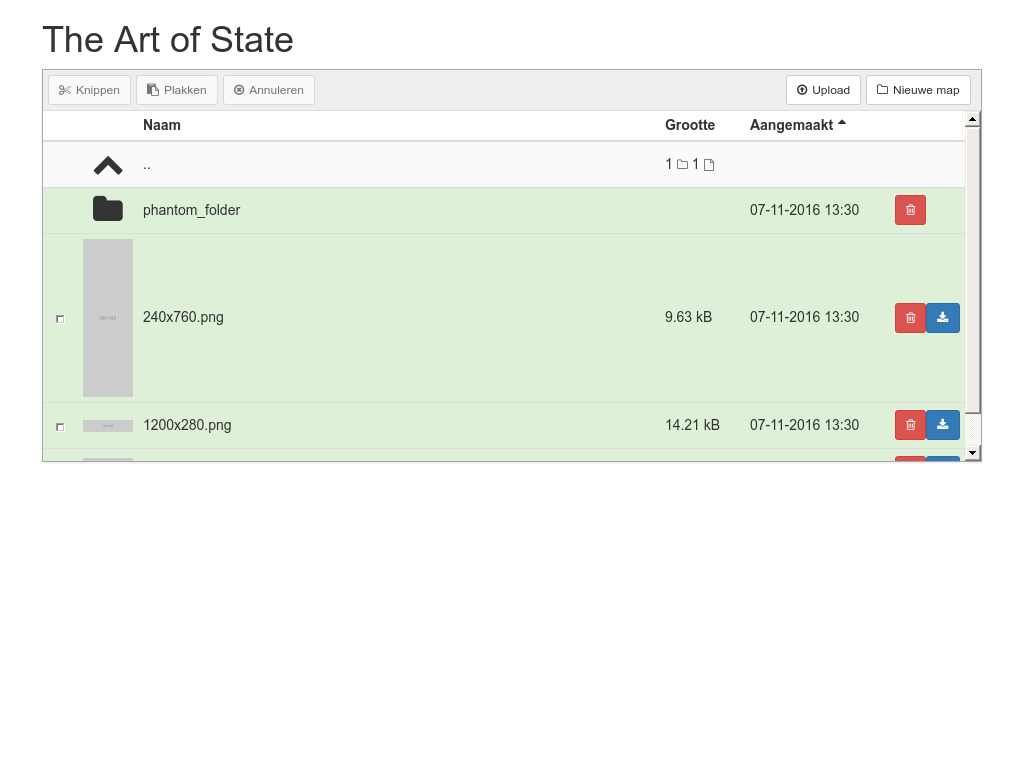 The Art of State
Knippen Plakken Annuleren Upload Nieuwe map
Naam Grootte Aangemaakt
.. 1 1
phantom_folder 07-11-2016 13:30
240x760.png 9.63 kB 07-11-2016 13:30
1200x280.png 14.21 kB 07-11-2016 13:30